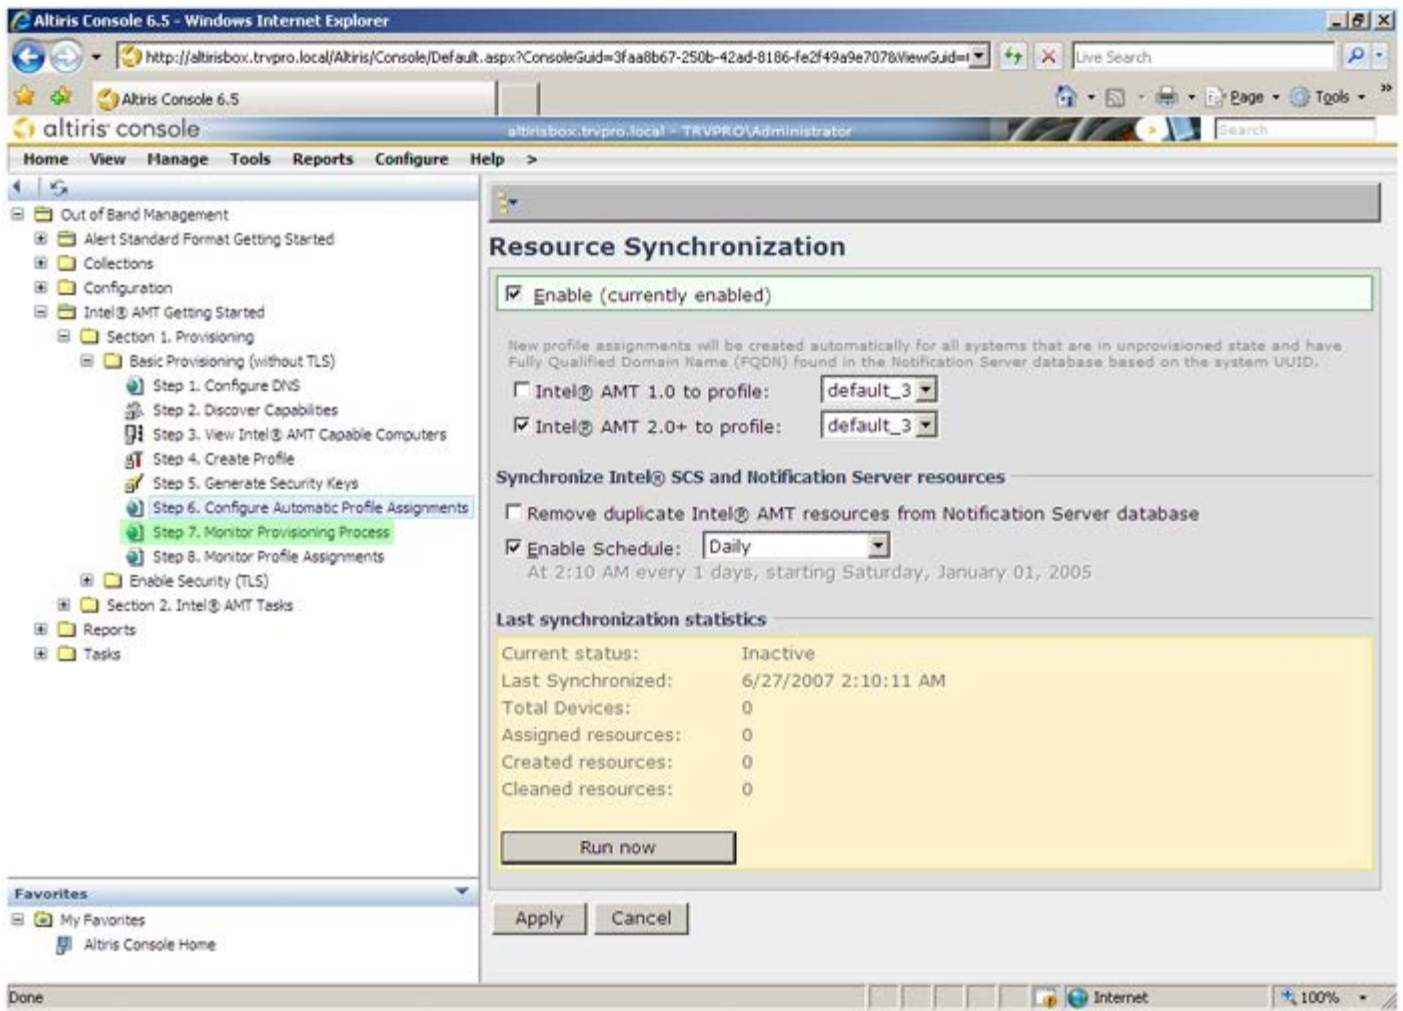 Altiris Console 6.5 - Windows Internet Explorer
http://altirisbox.trvpro.local/Altiris/Console/Default.aspx?ConsoleGuid=3faa8b67-250b-42ad-8186-fe2f49a9e707&ViewGuid=
Live Search
Altiris Console 6.5
Page
Tools
altiris console
altirisbox.trvpro.local - TRVPRO\Administrator
Search
Home View Manage Tools Reports Configure Help >
Out of Band Management
Alert Standard Format Getting Started
Collections
Configuration
Intel® AMT Getting Started
Section 1. Provisioning
Basic Provisioning (without TLS)
Step 1. Configure DNS
Step 2. Discover Capabilities
Step 3. View Intel® AMT Capable Computers
Step 4. Create Profile
Step 5. Generate Security Keys
Step 6. Configure Automatic Profile Assignments
Step 7. Monitor Provisioning Process
Step 8. Monitor Profile Assignments
Enable Security (TLS)
Section 2. Intel® AMT Tasks
Reports
Tasks
Favorites
My Favorites
Altiris Console Home
Resource Synchronization
Enable (currently enabled)
New profile assignments will be created automatically for all systems that are in unprovisioned state and have
Fully Qualified Domain Name (FQDN) found in the Notification Server database based on the system UUID.
Intel® AMT 1.0 to profile: default_3
Intel® AMT 2.0+ to profile: default_3
Synchronize Intel® SCS and Notification Server resources
Remove duplicate Intel® AMT resources from Notification Server database
Enable Schedule: Daily
At 2:10 AM every 1 days, starting Saturday, January 01, 2005
Last synchronization statistics
Current status: Inactive
Last Synchronized: 6/27/2007 2:10:11 AM
Total Devices: 0
Assigned resources: 0
Created resources: 0
Cleaned resources: 0
Run now
Apply Cancel
Done
Internet
100%